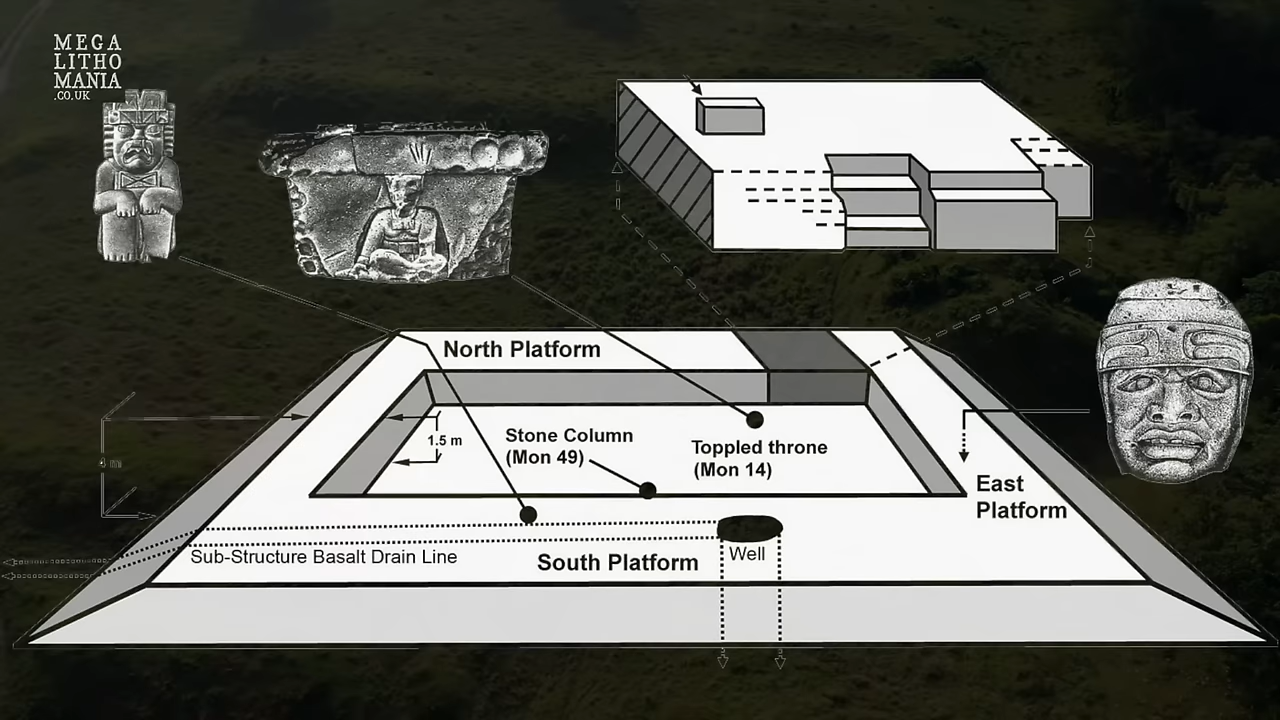 MEGA
LITHO
MANIA
.CO.UK
North Platform
1.5 m
Stone Column
(Mon 49)
Toppled throne
(Mon 14)
4 m
East
Platform
Sub-Structure Basalt Drain Line
South Platform
Well